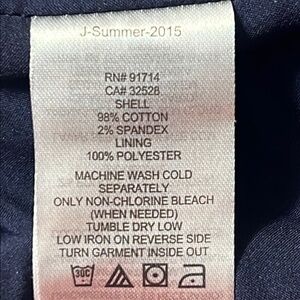 J-Summer-2015
RN# 91714
CA# 32528
SHELL
98% COTTON
2% SPANDEX
LINING
100% POLYESTER
MACHINE WASH COLD
SEPARATELY
ONLY NON-CHLORINE BLEACH
(WHEN NEEDED)
TUMBLE DRY LOW
LOW IRON ON REVERSE SIDE
TURN GARMENT INSIDE OUT
30C